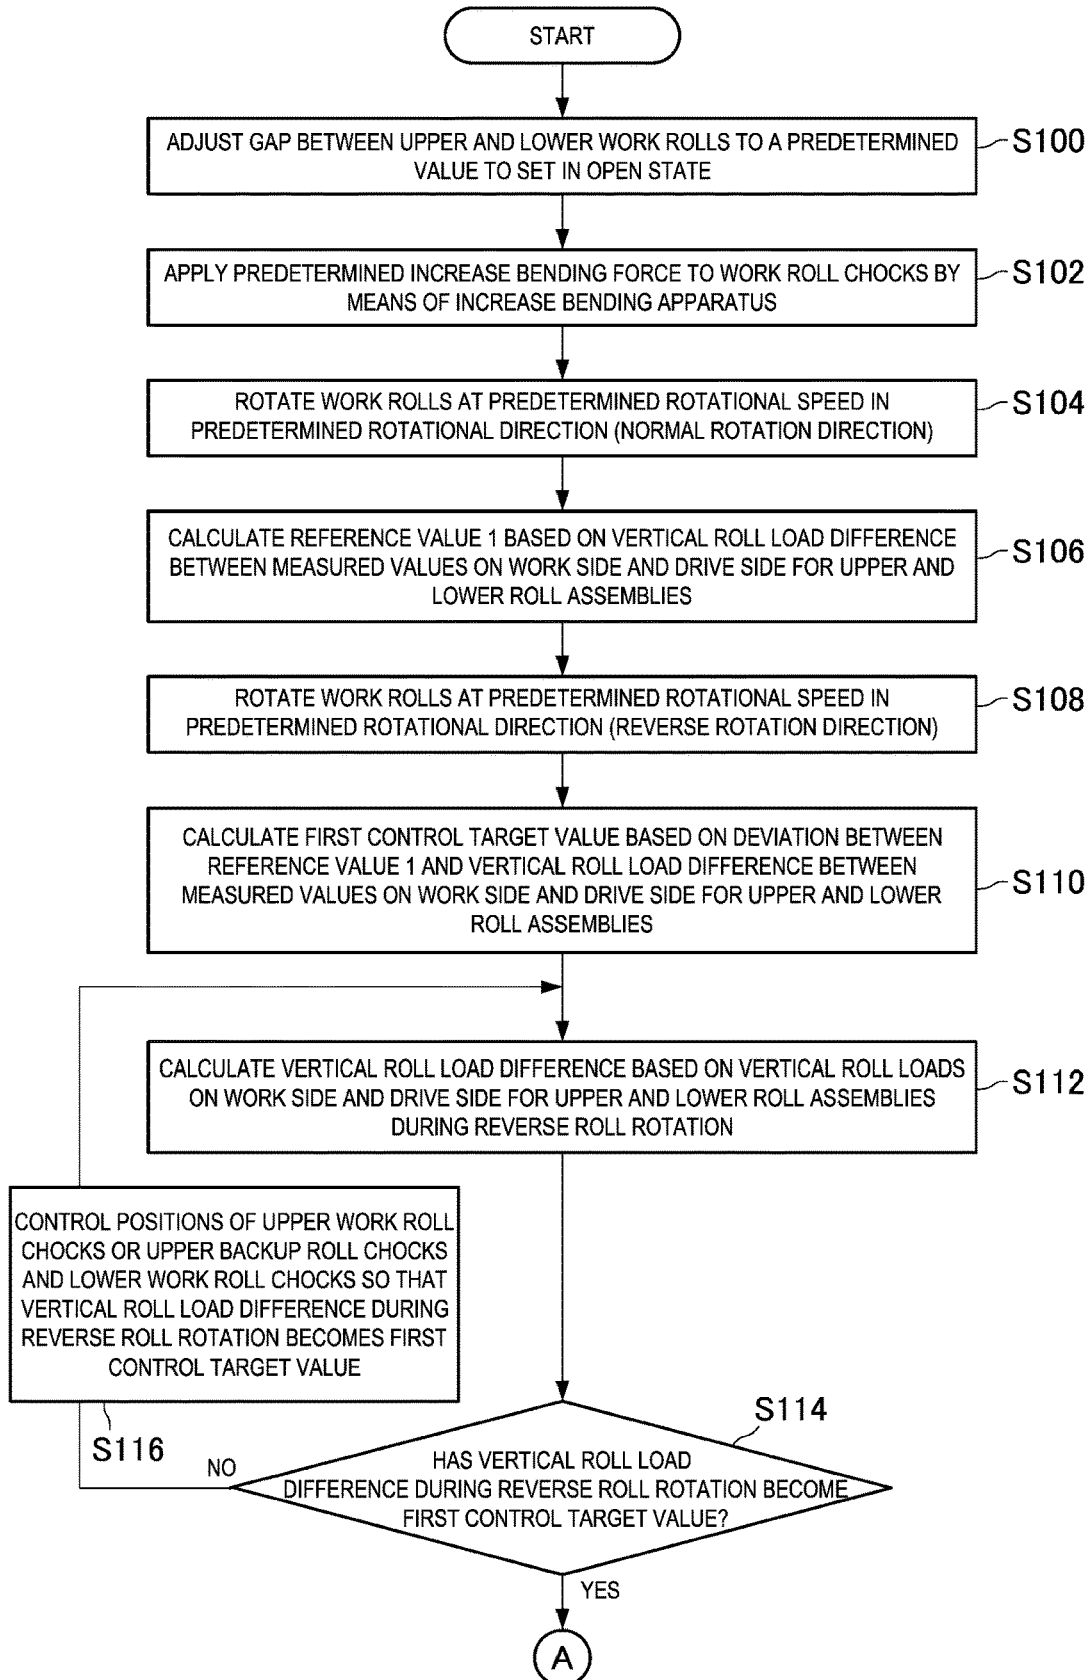 START
ADJUST GAP BETWEEN UPPER AND LOWER WORK ROLLS TO A PREDETERMINED
VALUE TO SET IN OPEN STATE
S100
APPLY PREDETERMINED INCREASE BENDING FORCE TO WORK ROLL CHOCKS BY
MEANS OF INCREASE BENDING APPARATUS
S102
ROTATE WORK ROLLS AT PREDETERMINED ROTATIONAL SPEED IN
PREDETERMINED ROTATIONAL DIRECTION (NORMAL ROTATION DIRECTION)
S104
CALCULATE REFERENCE VALUE 1 BASED ON VERTICAL ROLL LOAD DIFFERENCE
BETWEEN MEASURED VALUES ON WORK SIDE AND DRIVE SIDE FOR UPPER AND
LOWER ROLL ASSEMBLIES
S106
ROTATE WORK ROLLS AT PREDETERMINED ROTATIONAL SPEED IN
PREDETERMINED ROTATIONAL DIRECTION (REVERSE ROTATION DIRECTION)
S108
CALCULATE FIRST CONTROL TARGET VALUE BASED ON DEVIATION BETWEEN
REFERENCE VALUE 1 AND VERTICAL ROLL LOAD DIFFERENCE BETWEEN
MEASURED VALUES ON WORK SIDE AND DRIVE SIDE FOR UPPER AND LOWER
ROLL ASSEMBLIES
S110
CALCULATE VERTICAL ROLL LOAD DIFFERENCE BASED ON VERTICAL ROLL LOADS
ON WORK SIDE AND DRIVE SIDE FOR UPPER AND LOWER ROLL ASSEMBLIES
DURING REVERSE ROLL ROTATION
S112
CONTROL POSITIONS OF UPPER WORK ROLL
CHOCKS OR UPPER BACKUP ROLL CHOCKS
AND LOWER WORK ROLL CHOCKS SO THAT
VERTICAL ROLL LOAD DIFFERENCE DURING
REVERSE ROLL ROTATION BECOMES FIRST
CONTROL TARGET VALUE
S116
S114
HAS VERTICAL ROLL LOAD
DIFFERENCE DURING REVERSE ROLL ROTATION BECOME
FIRST CONTROL TARGET VALUE?
NO
YES
A